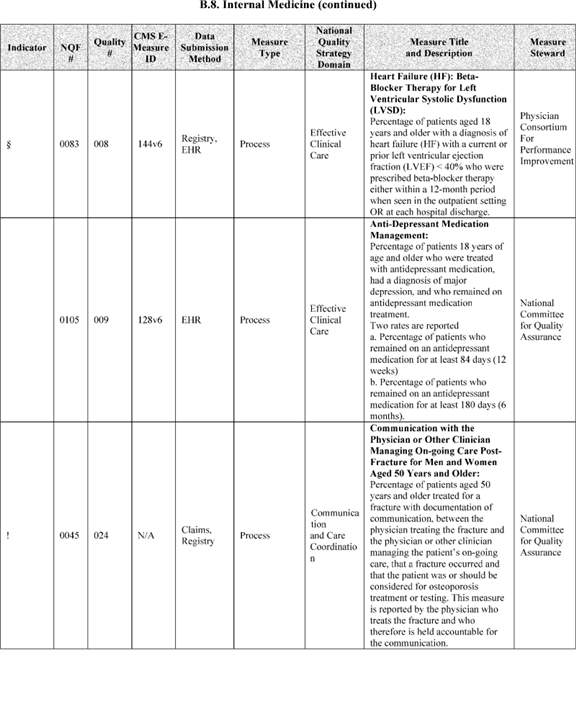 B.8. Internal Medicine (continued)
Indicator
NQF
#
Quality
#
CMS E-
Measure
ID
Data
Submission
Method
Measure
Type
National
Quality
Strategy
Domain
Measure Title
and Description
Measure
Steward
§
0083
008
144v6
Registry,
EHR
Process
Effective
Clinical
Care
Heart Failure (HF): Beta-
Blocker Therapy for Left
Ventricular Systolic Dysfunction
(LVSD):
Percentage of patients aged 18
years and older with a diagnosis of
heart failure (HF) with a current or
prior left ventricular ejection
fraction (LVEF) < 40% who were
prescribed beta-blocker therapy
either within a 12-month period
when seen in the outpatient setting
OR at each hospital discharge.
Physician
Consortium
For
Performance
Improvement
0105
009
128v6
EHR
Process
Effective
Clinical
Care
Anti-Depressant Medication
Management:
Percentage of patients 18 years of
age and older who were treated
with antidepressant medication,
had a diagnosis of major
depression, and who remained on
antidepressant medication
treatment.
Two rates are reported
a. Percentage of patients who
remained on an antidepressant
medication for at least 84 days (12
weeks)
b. Percentage of patients who
remained on an antidepressant
medication for at least 180 days (6
months).
National
Committee
for Quality
Assurance
!
0045
024
N/A
Claims,
Registry
Process
Communica
tion
and Care
Coordinatio
n
Communication with the
Physician or Other Clinician
Managing On-going Care Post-
Fracture for Men and Women
Aged 50 Years and Older:
Percentage of patients aged 50
years and older treated for a
fracture with documentation of
communication, between the
physician treating the fracture and
the physician or other clinician
managing the patient's on-going
care, that a fracture occurred and
that the patient was or should be
considered for osteoporosis
treatment or testing. This measure
is reported by the physician who
treats the fracture and who
therefore is held accountable for
the communication.
National
Committee
for Quality
Assurance